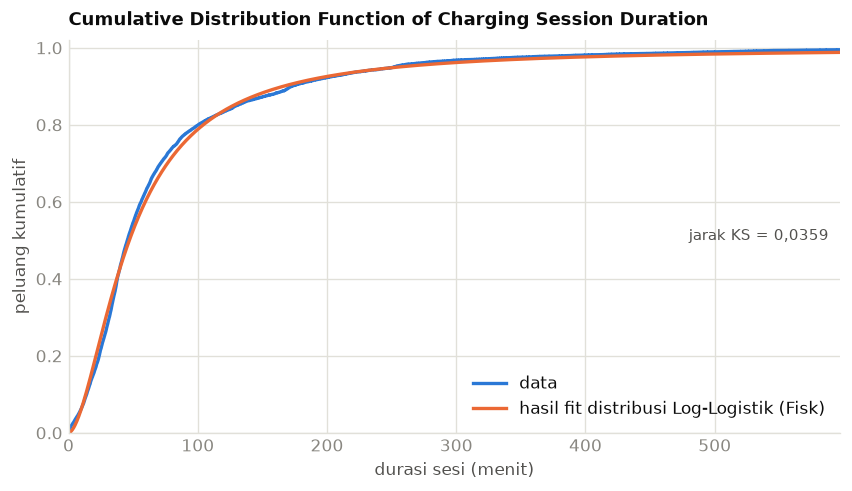 Cumulative Distribution Function of Charging Session Duration
peluang kumulatif
1.0
0.8
0.6
0.4
0.2
0.0
jarak KS = 0,0359
data
hasil fit distribusi Log-Logistik (Fisk)
0 100 200 300 400 500
durasi sesi (menit)